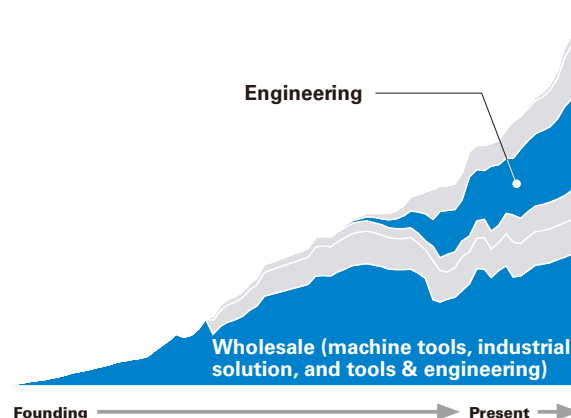 Engineering
Wholesale (machine tools, industrial
solution, and tools & engineering)
Founding
Present